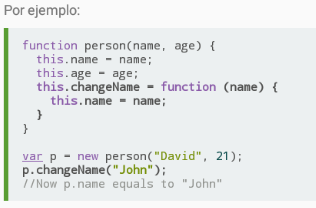 Por ejemplo:
function person(name, age) {
  this.name = name;
  this.age = age;
  this.changeName = function (name) {
    this.name = name;
  }
}
var p = new person("David", 21);
p.changeName("John");
//Now p.name equals to "John"